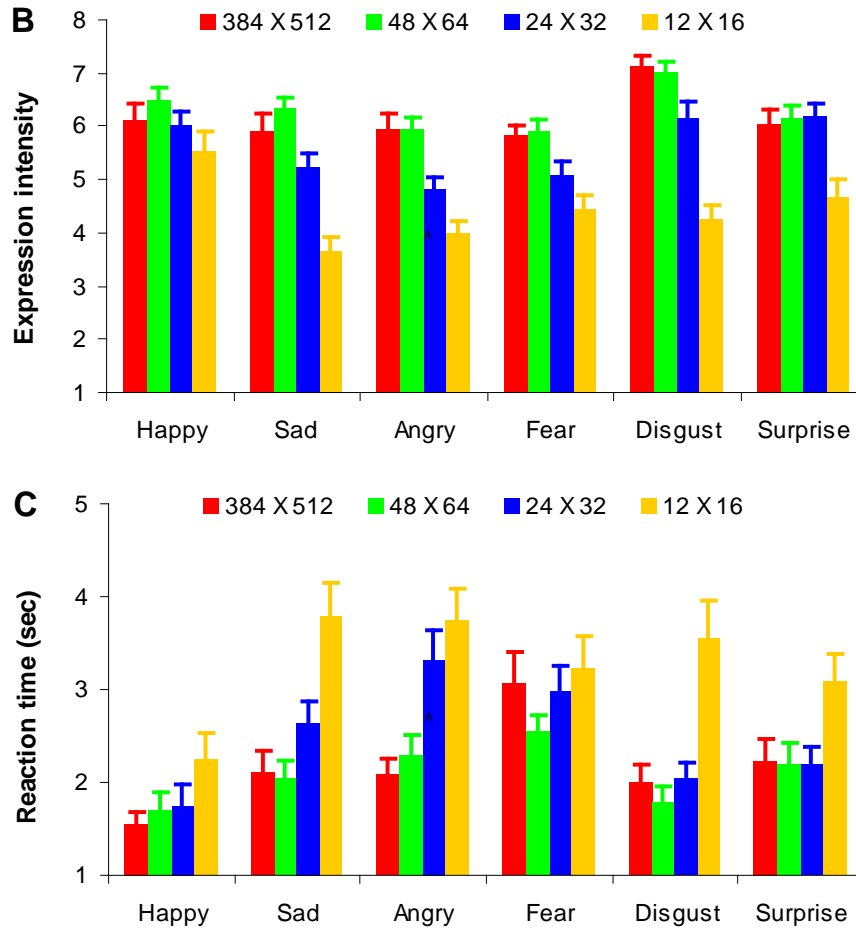 B
384 X 512 48 X 64 24 X 32 12 X 16
Expression intensity
8
7
6
5
4
3
2
1
A
Happy Sad Angry Fear Disgust Surprise
C
384 X 512 48 X 64 24 X 32 12 X 16
Reaction time (sec)
5
4
3
2
1
A
Happy Sad Angry Fear Disgust Surprise